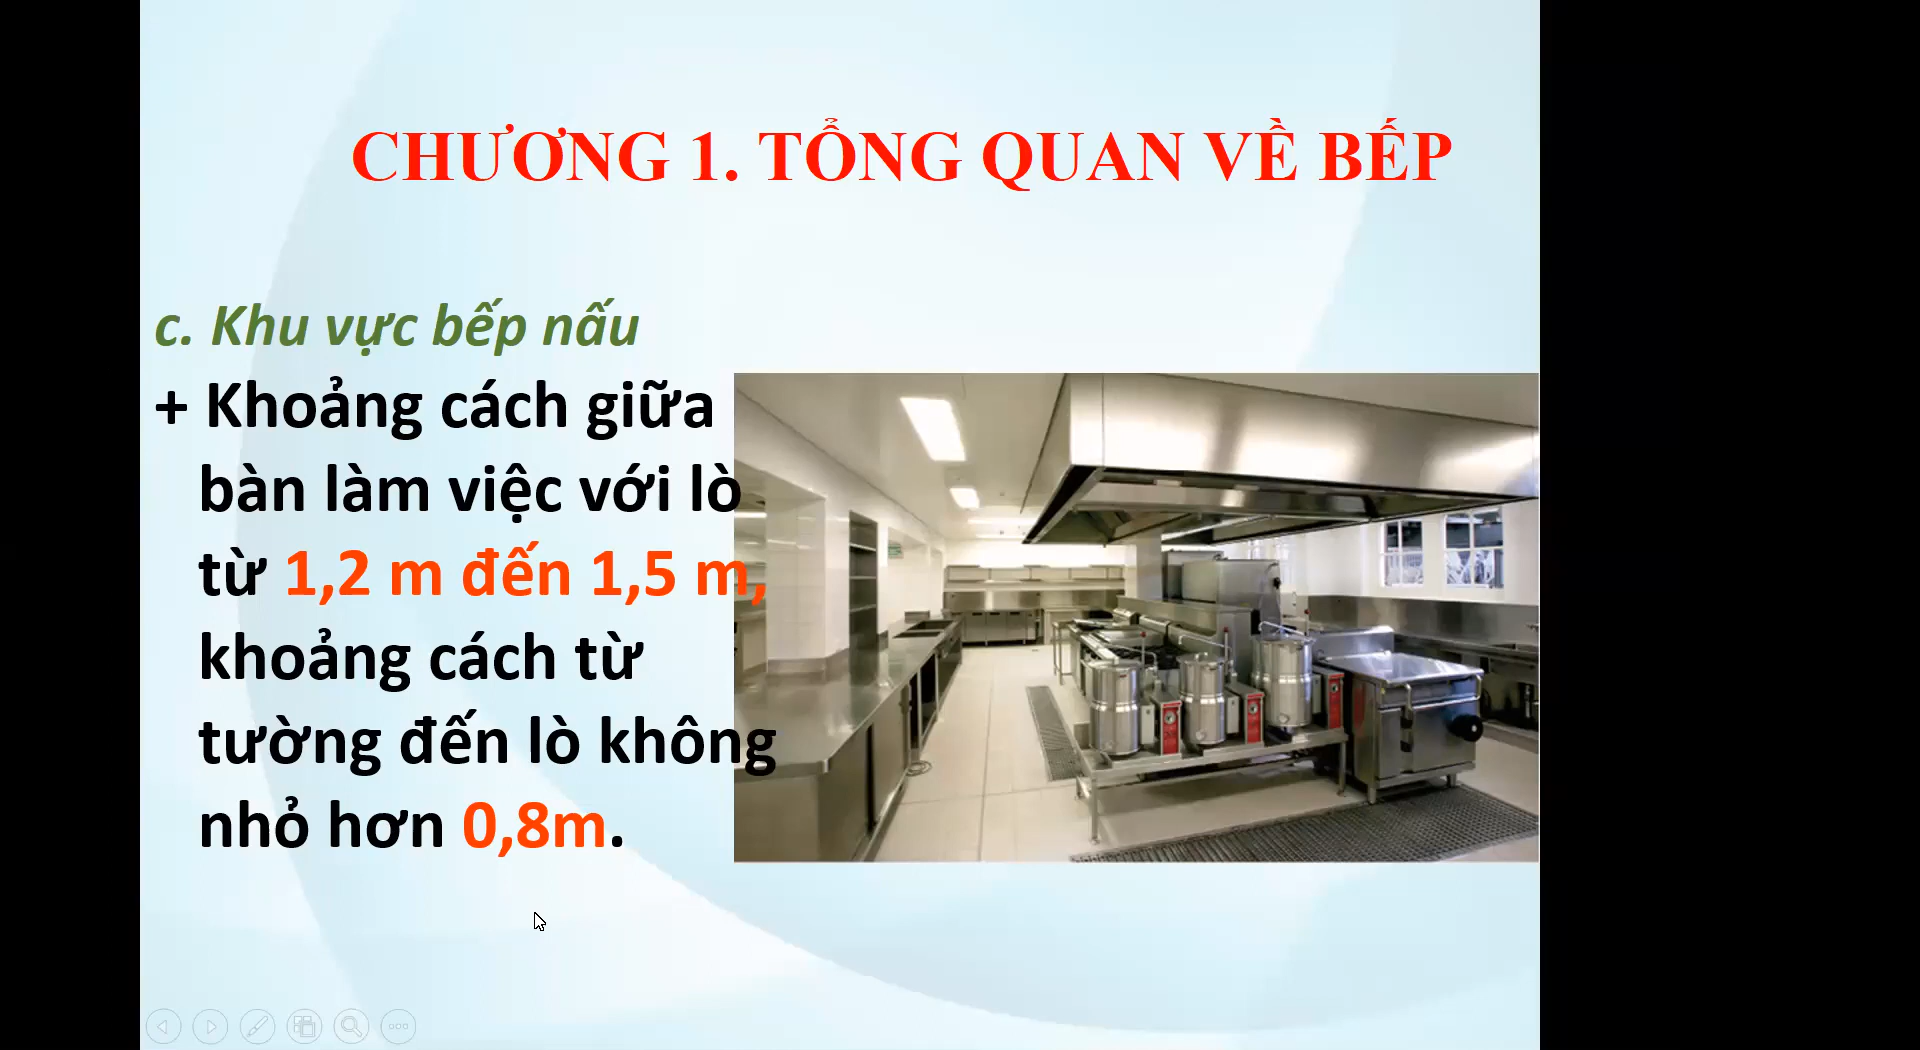 CHƯƠNG 1. TỔNG QUAN VỀ BẾP
c. Khu vực bếp nấu
+ Khoảng cách giữa
bàn làm việc với lò
từ 1,2 m đến 1,5 m,
khoảng cách từ
tường đến lò không
nhỏ hơn 0,8m.